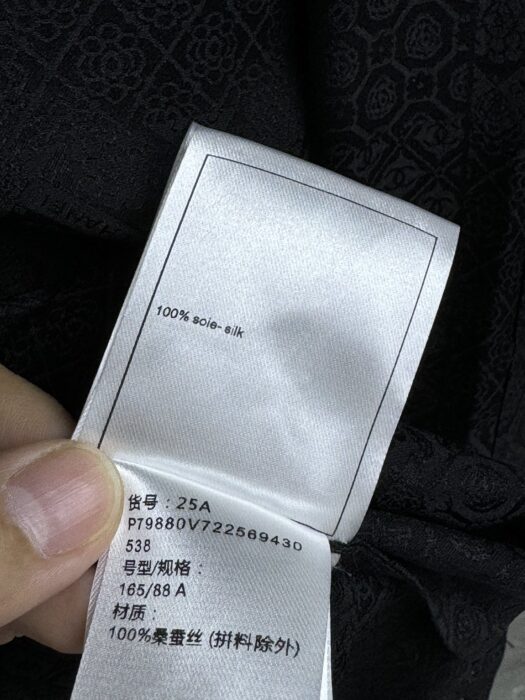 100% soie- silk
货号：25A
P79880V722569430
538
号型/规格：
165/88 A
材质：
100%桑蚕丝 (拼料除外)